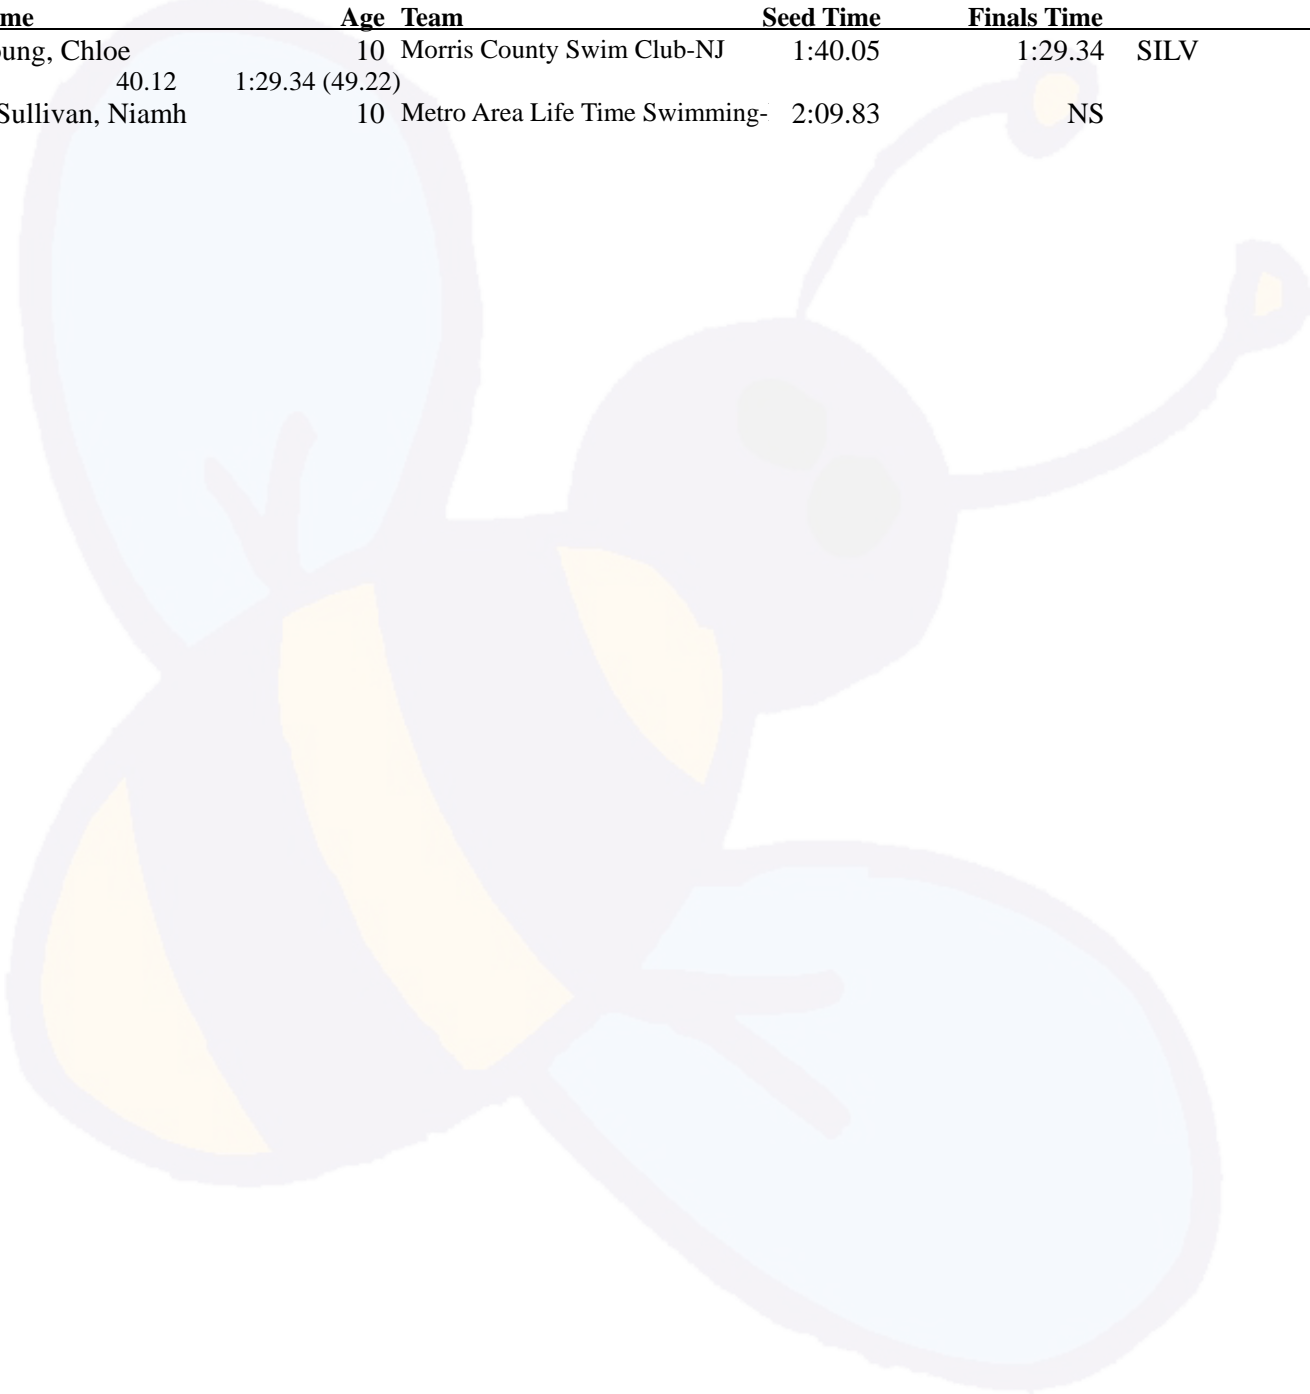 me Age Team Seed Time Finals Time
oung, Chloe 10 Morris County Swim Club-NJ 1:40.05 1:29.34 SILV
40.12 1:29.34 (49.22)
Sullivan, Niamh 10 Metro Area Life Time Swimming- 2:09.83 NS